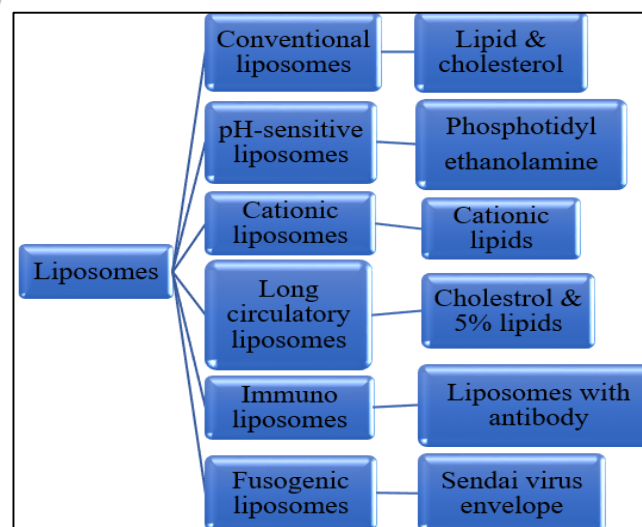 Conventional
liposomes
Lipid &
cholesterol
pH-sensitive
liposomes
Phosphotidyl
ethanolamine
Cationic
liposomes
Cationic
lipids
Liposomes
Long
circulatory
liposomes
Cholestrol &
5% lipids
Immuno
liposomes
Liposomes with
antibody
Fusogenic
liposomes
Sendai virus
envelope